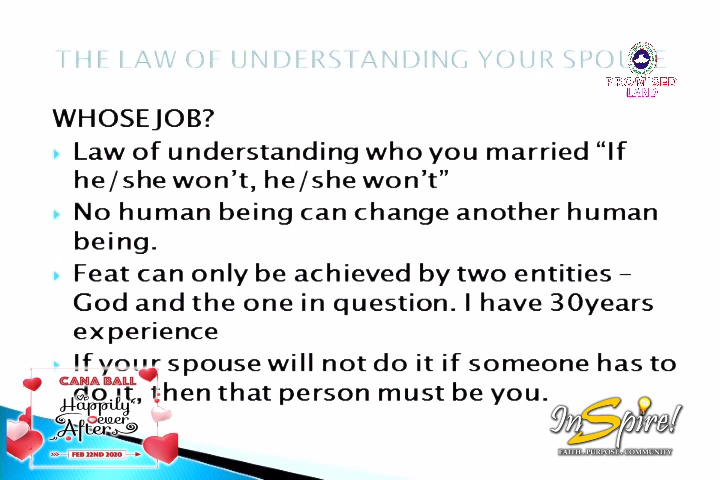 THE LAW OF UNDERSTANDING YOUR SPOUSE
PROMISED
LAND
WHOSE JOB?
Law of understanding who you married “If
he/she won’t, he/she won’t”
No human being can change another human
being.
Feat can only be achieved by two entities –
God and the one in question. I have 30years
experience
If your spouse will not do it if someone has to
do it, then that person must be you.
CANA BALL
Happily
ever
After
FEB 22ND 2020
InSpire!
FAITH . PURPOSE . COMMUNITY